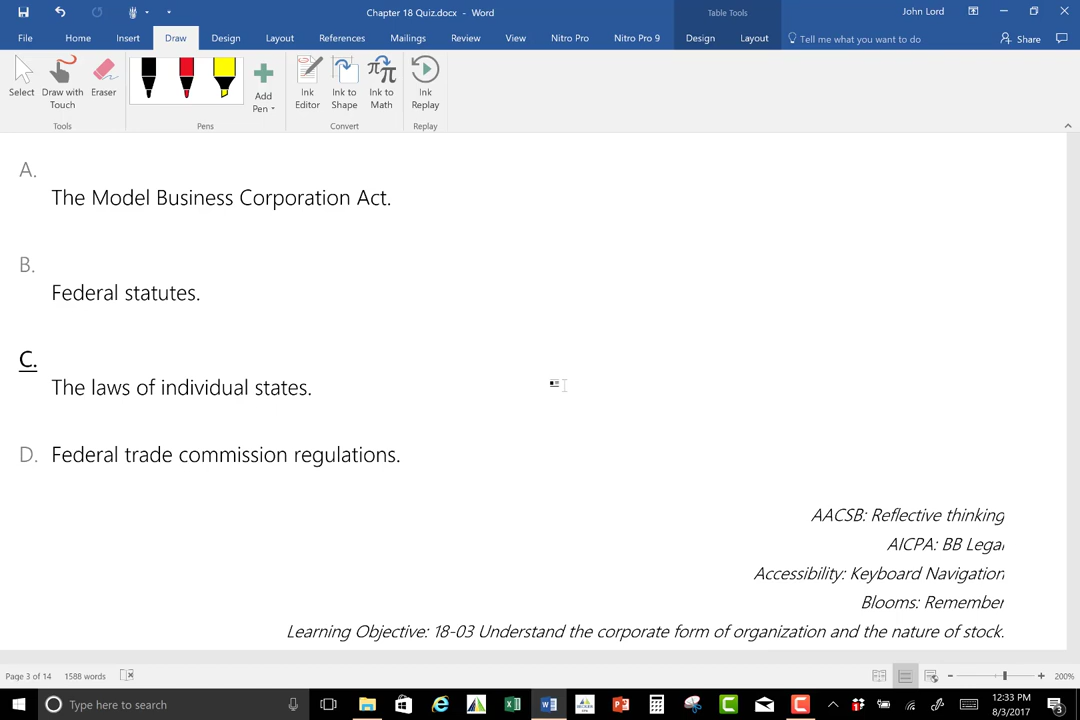 Chapter 18 Quiz.docx - Word
Table Tools
John Lord
File Home Insert Draw Design Layout References Mailings Review View Nitro Pro Nitro Pro 9 Design Layout Tell me what you want to do Share
Select Draw with Touch Eraser Add Pen Ink Editor Ink to Shape Ink to Math Ink Replay
Tools Pens Convert Replay
A.
The Model Business Corporation Act.
B.
Federal statutes.
C.
The laws of individual states.
D. Federal trade commission regulations.
AACSB: Reflective thinking
AICPA: BB Legal
Accessibility: Keyboard Navigation
Blooms: Remember
Learning Objective: 18-03 Understand the corporate form of organization and the nature of stock.
Page 3 of 14 1588 words 200%
Type here to search
12:33 PM
8/3/2017